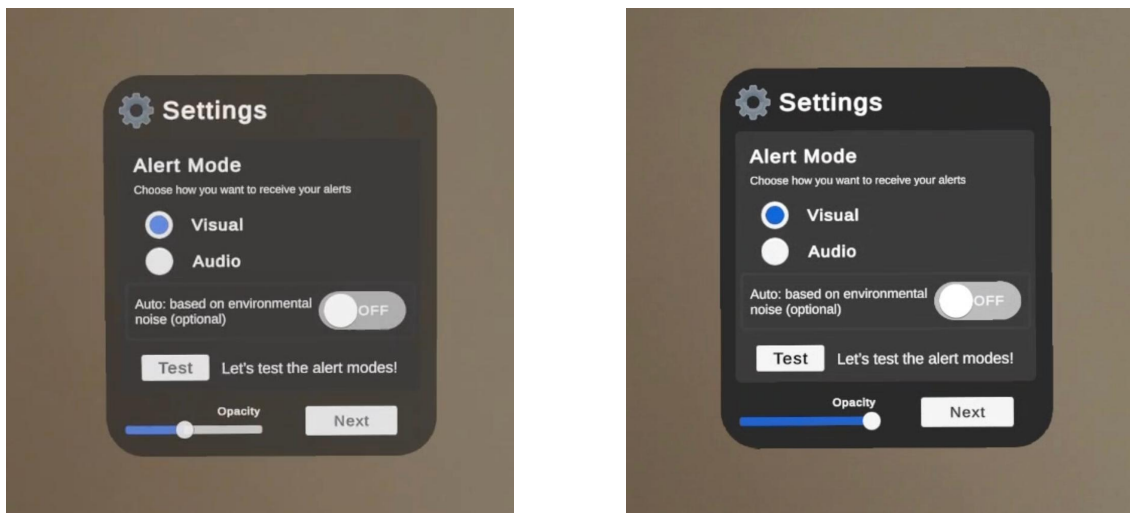 Settings
Alert Mode
Choose how you want to receive your alerts
Visual
Audio
Auto: based on environmental
noise (optional)
OFF
Test Let's test the alert modes!
Opacity
Next
Settings
Alert Mode
Choose how you want to receive your alerts
Visual
Audio
Auto: based on environmental
noise (optional)
OFF
Test Let's test the alert modes!
Opacity
Next